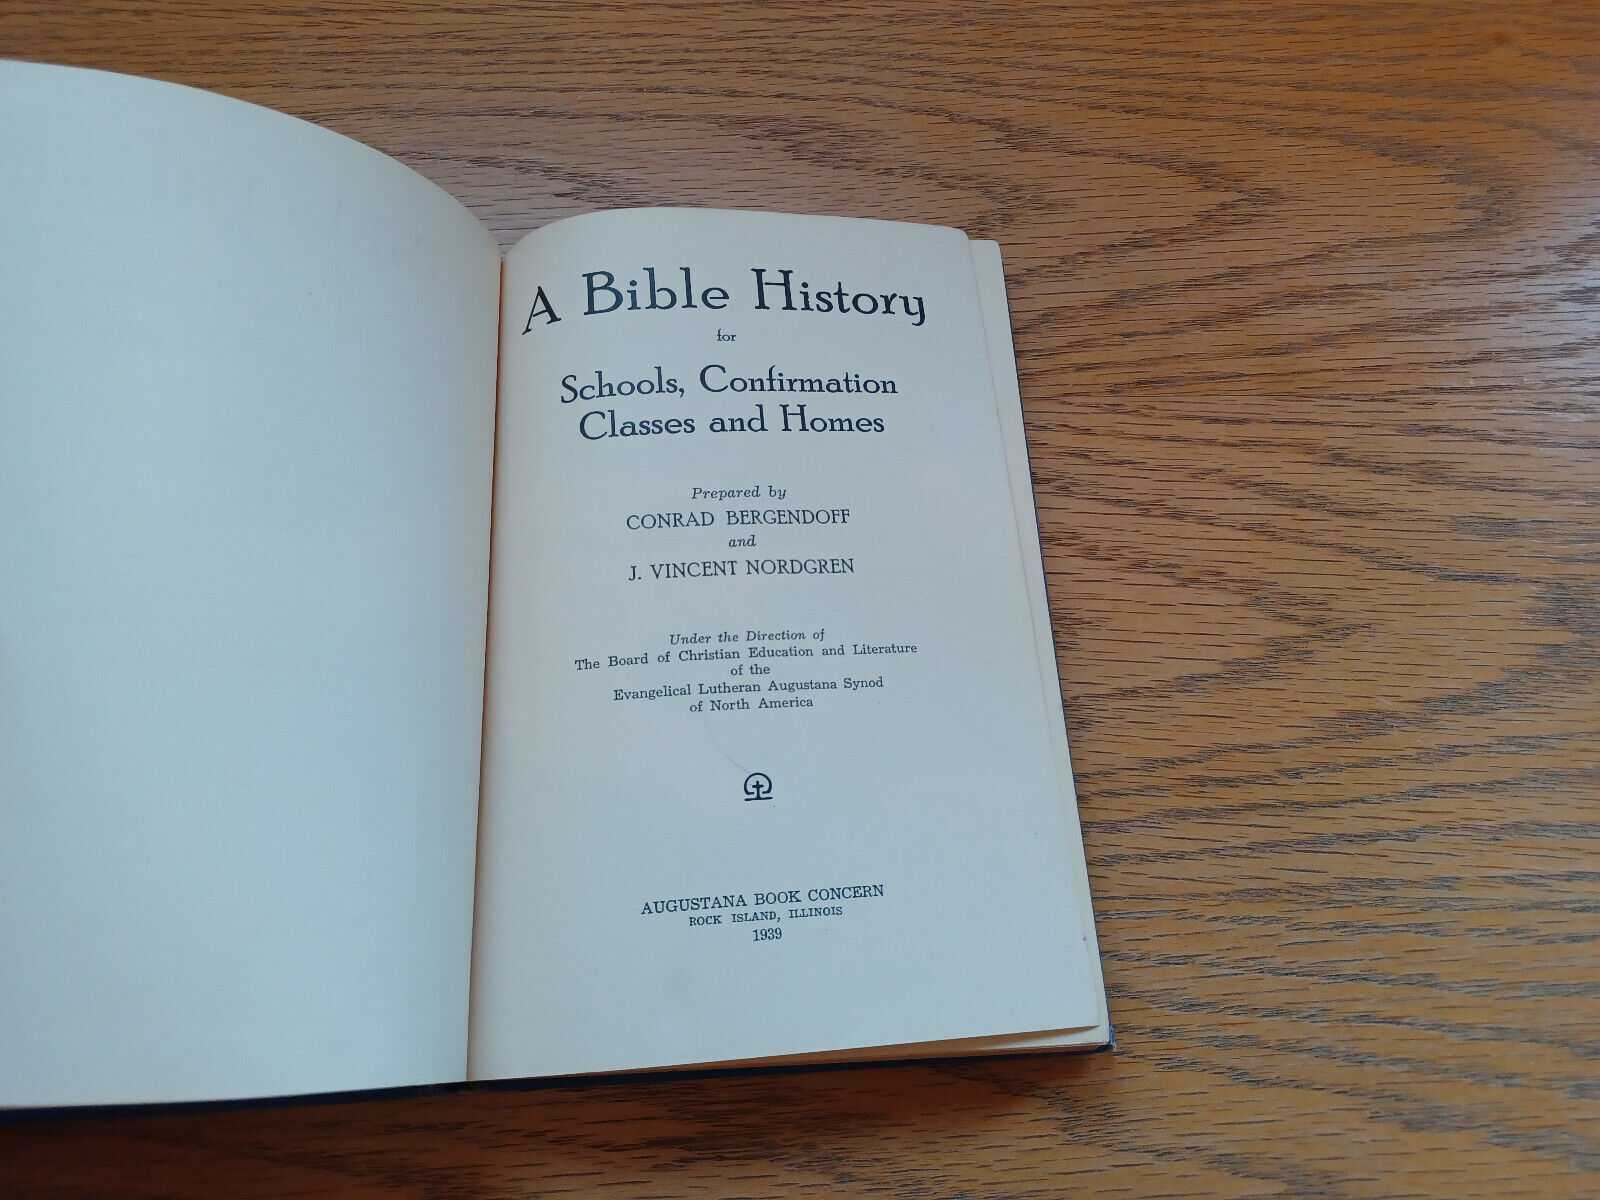 A Bible History
for
Schools, Confirmation
Classes and Homes
Prepared by
CONRAD BERGENDOFF
and
J. VINCENT NORDGREN
Under the Direction of
The Board of Christian Education and Literature
of the
Evangelical Lutheran Augustana Synod
of North America
AUGUSTANA BOOK CONCERN
ROCK ISLAND, ILLINOIS
1939